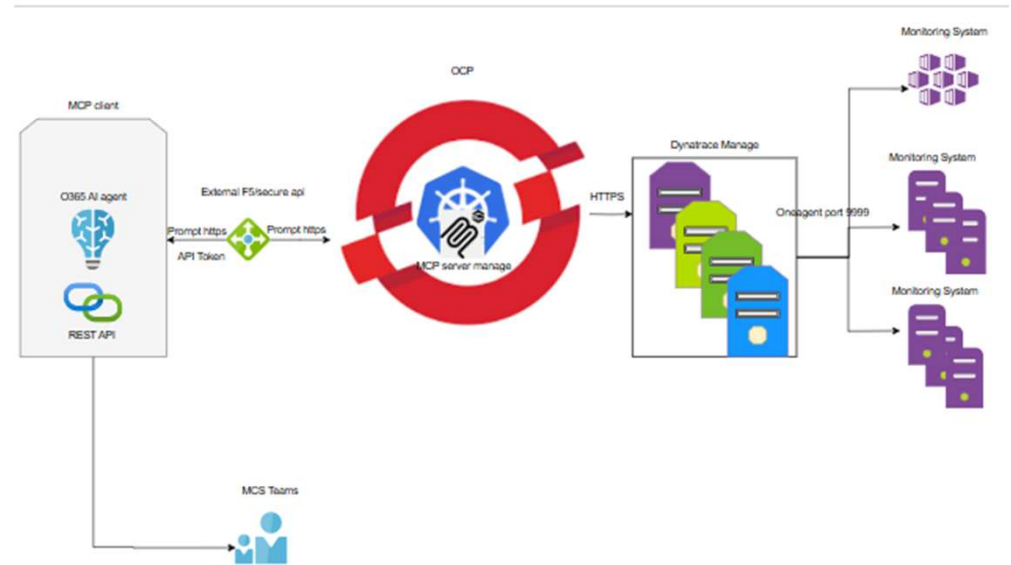 Monitoring System
OCP
MCP client
Dynatrace Manage
Monitoring System
O365 AI agent
External F5/secure api
HTTPS
Oneagent port 9999
Prompt https
Prompt https
API Token
MCP server manage
Monitoring System
REST API
MCS Teams